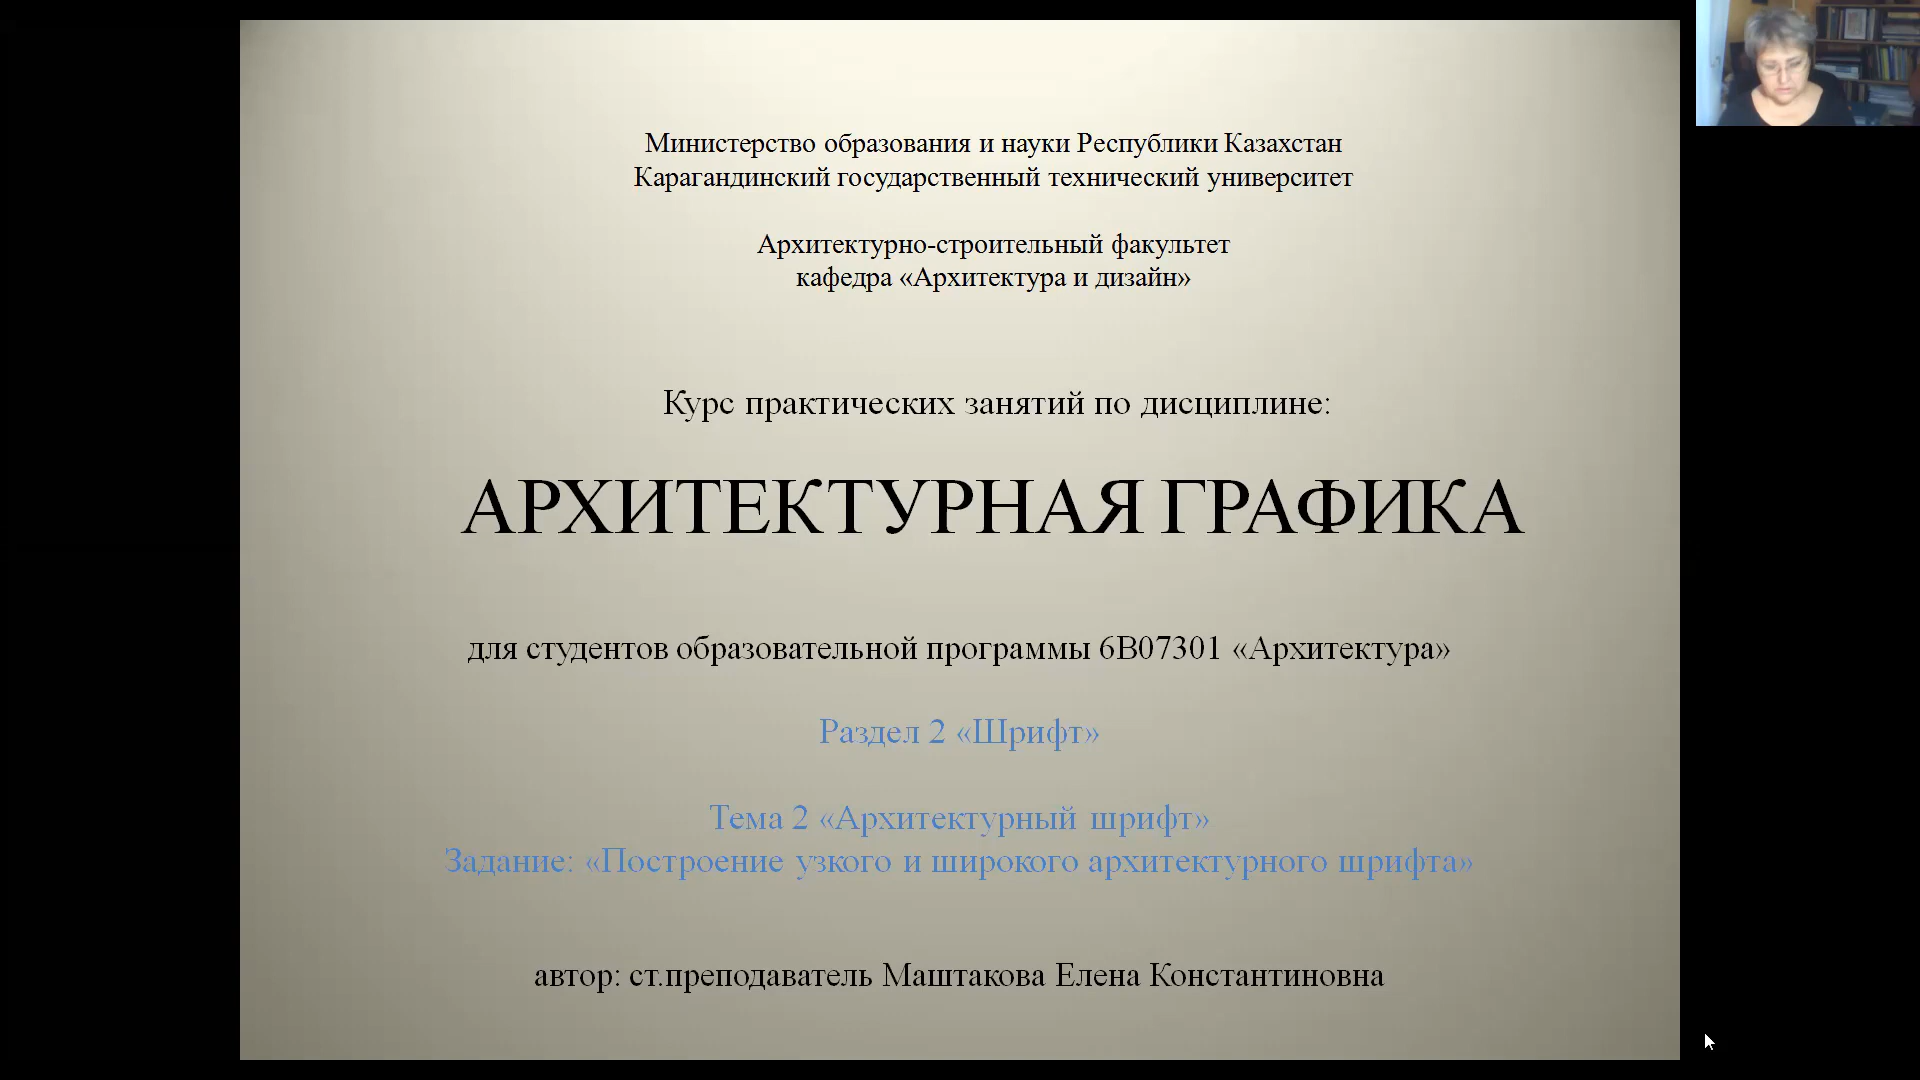 Министерство образования и науки Республики Казахстан
Карагандинский государственный технический университет
Архитектурно-строительный факультет
кафедра «Архитектура и дизайн»
Курс практических занятий по дисциплине:
АРХИТЕКТУРНАЯ ГРАФИКА
для студентов образовательной программы 6В07301 «Архитектура»
Раздел 2 «Шрифт»
Тема 2 «Архитектурный шрифт»
Задание: «Построение узкого и широкого архитектурного шрифта»
автор: ст.преподаватель Маштакова Елена Константиновна